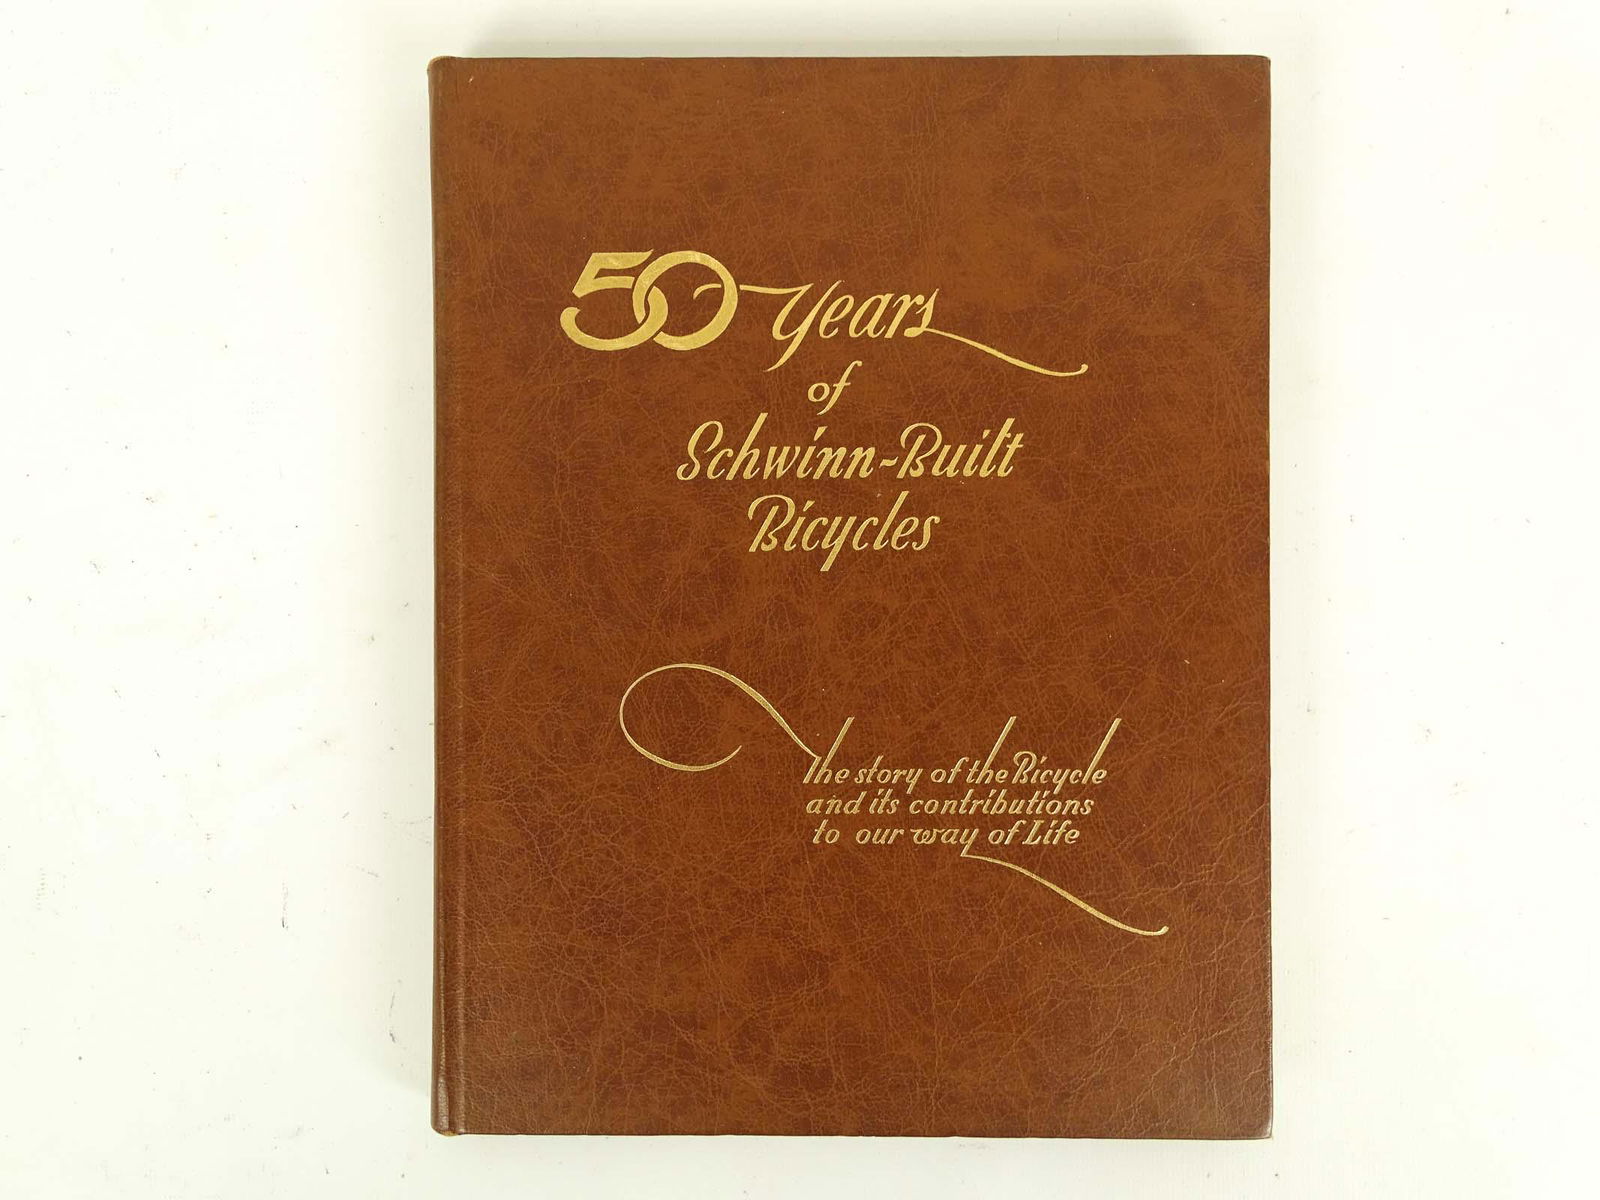 50 Years
of
Schwinn-Built
Bicycles
The story of the Bicycle
and its contributions
to our way of Life